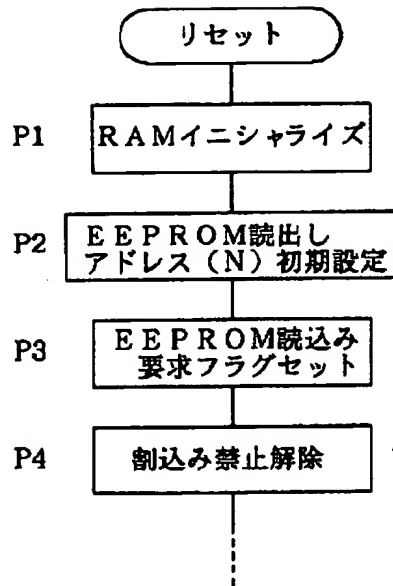 リセット
P1
RAMイニシャライズ
P2
EEPROM読出し
アドレス（N）初期設定
P3
EEPROM読込み
要求フラグセット
P4
割込み禁止解除